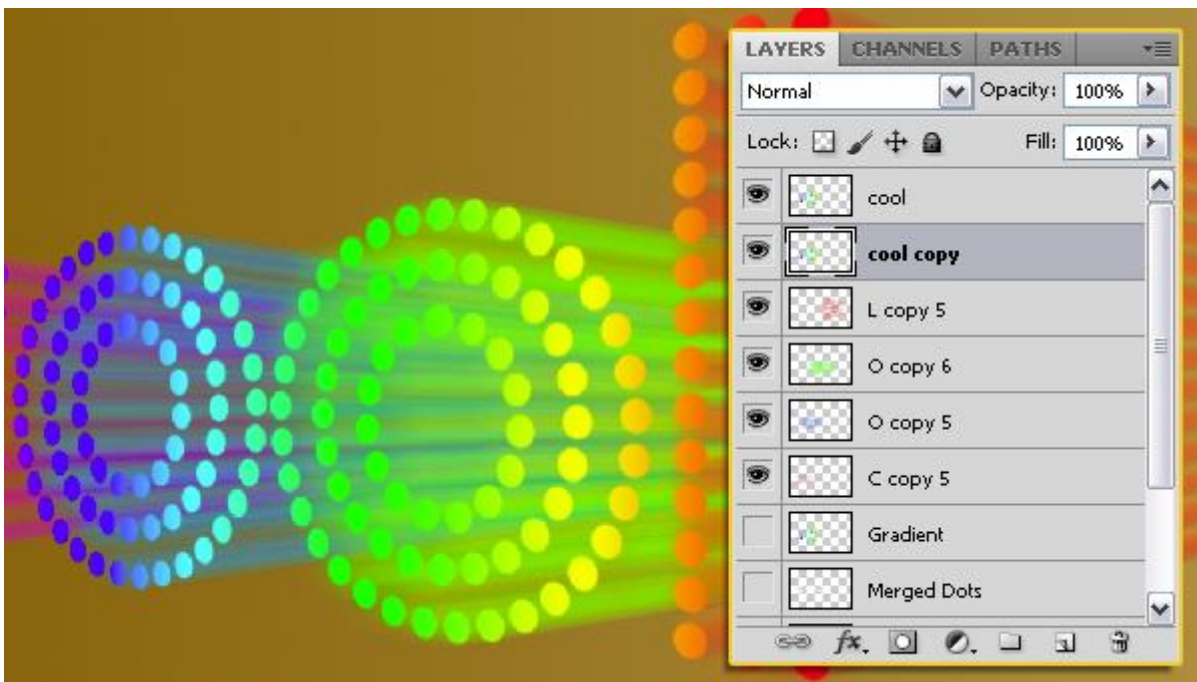 LAYERS CHANNELS PATHS
Normal Opacity: 100%
Lock: Fill: 100%
cool
cool copy
L copy 5
O copy 6
O copy 5
C copy 5
Gradient
Merged Dots
fx.